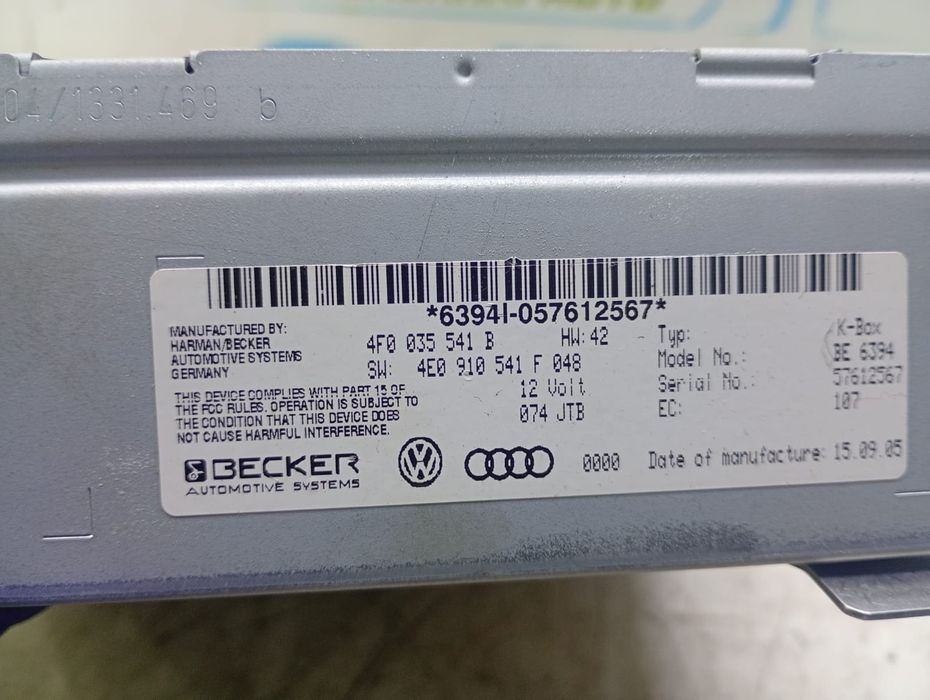 04/1331.469 b
*6394I-057612567*
MANUFACTURED BY:
HARMAN/BECKER
AUTOMOTIVE SYSTEMS
GERMANY
4F0 035 541 B HW:42
SW: 4E0 910 541 F 048
12 Volt
074 JTB
Typ: K-Box
Model No.: BE 6394
Serial No.: 57612567
EC: 107
THIS DEVICE COMPLIES WITH PART 15 OF
THE FCC RULES. OPERATION IS SUBJECT TO
THE CONDITION THAT THIS DEVICE DOES
NOT CAUSE HARMFUL INTERFERENCE.
BECKER
AUTOMOTIVE SYSTEMS
0000 Date of manufacture: 15.09.05